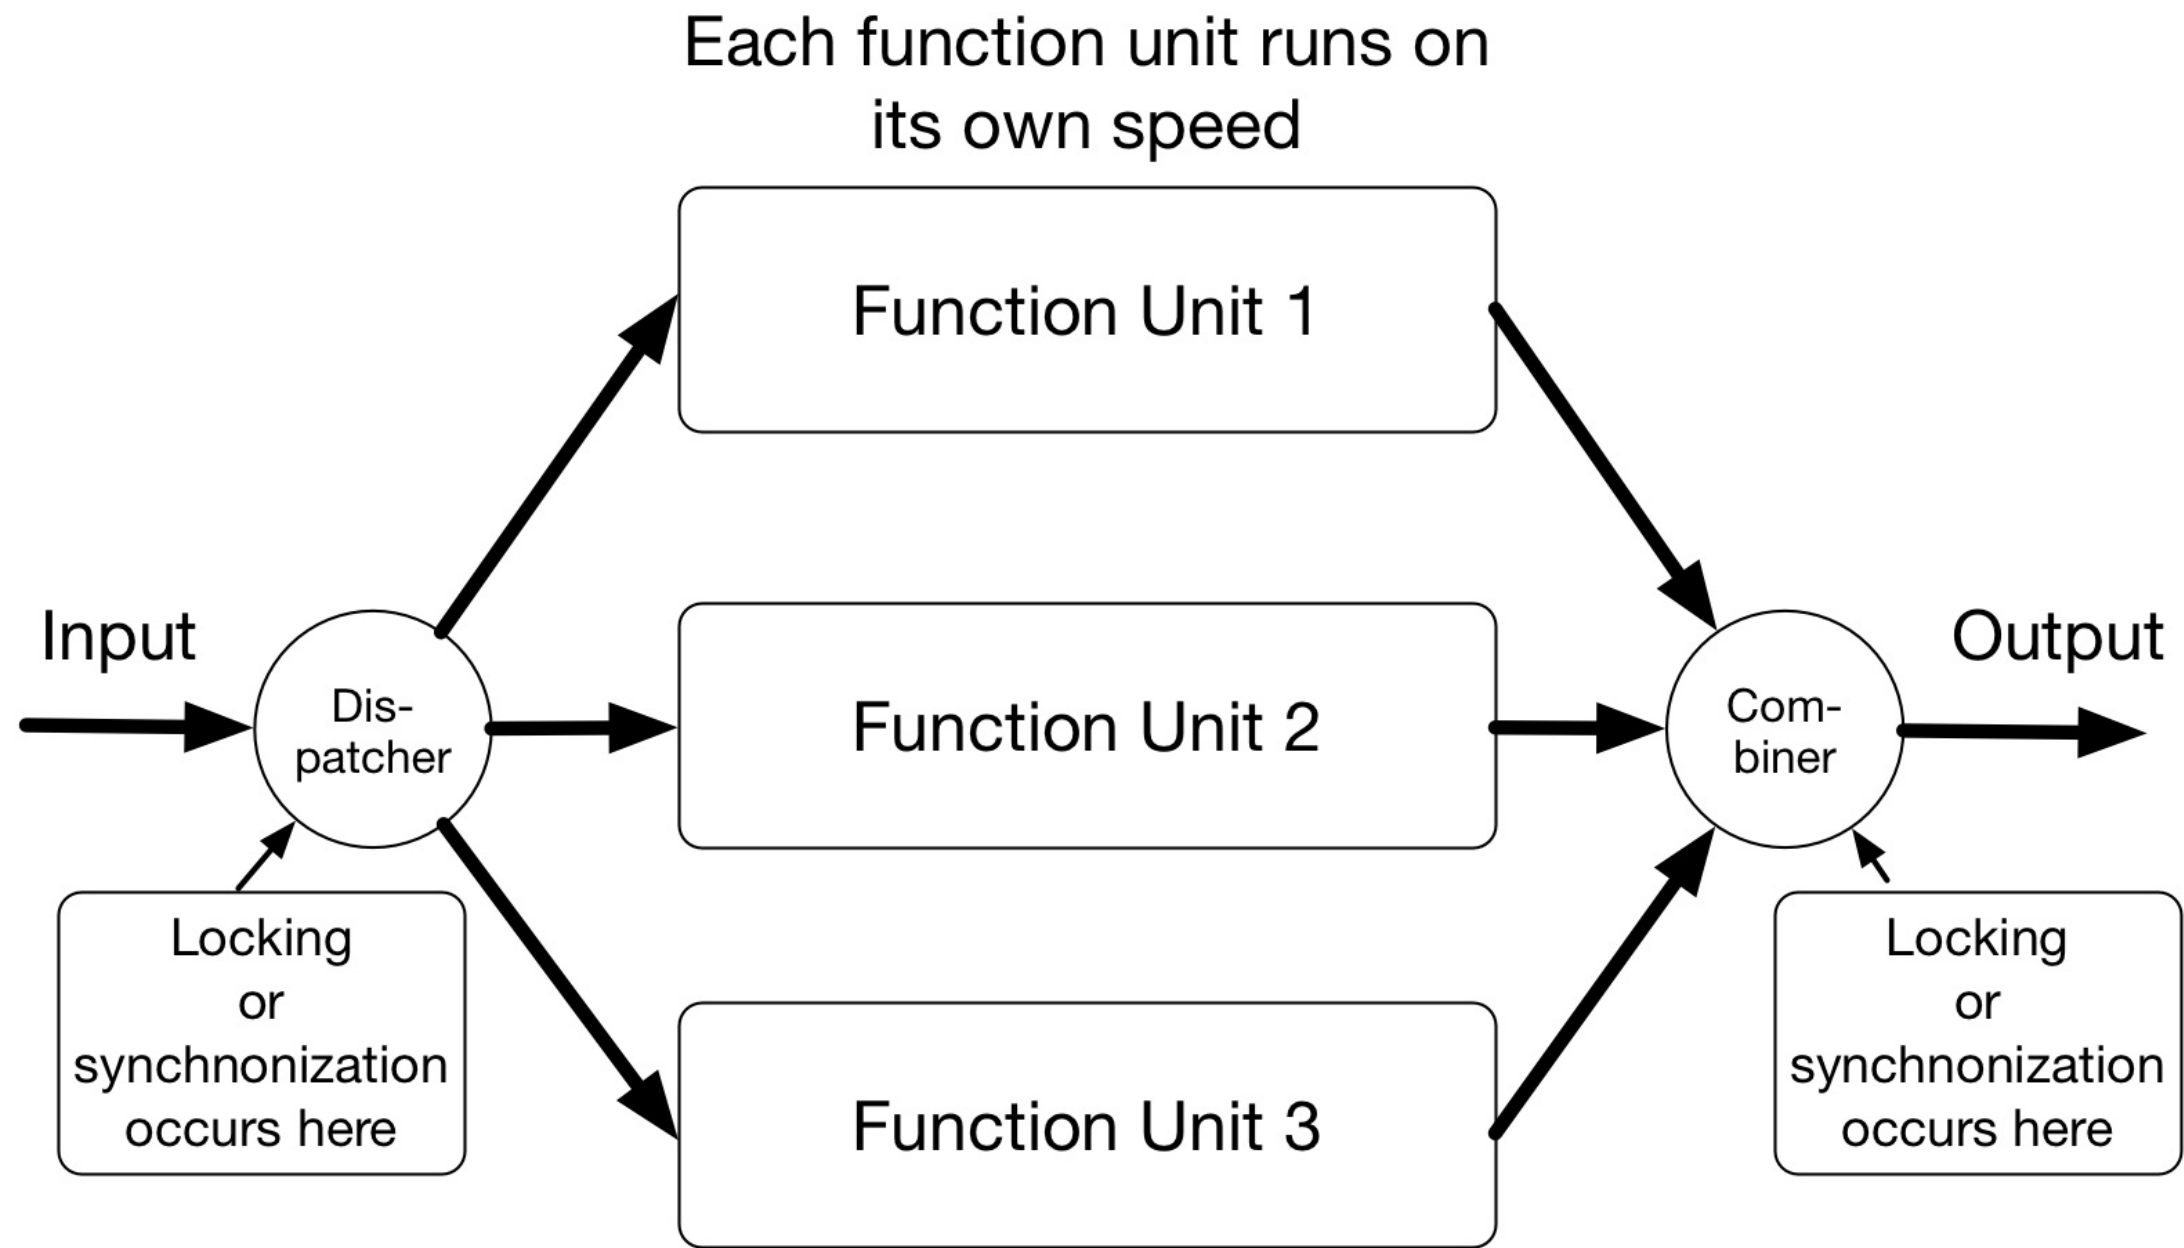 Each function unit runs on
its own speed
Function Unit 1
Input
Dis-
patcher
Function Unit 2
Com-
biner
Output
Locking
or
synchnonization
occurs here
Function Unit 3
Locking
or
synchnonization
occurs here